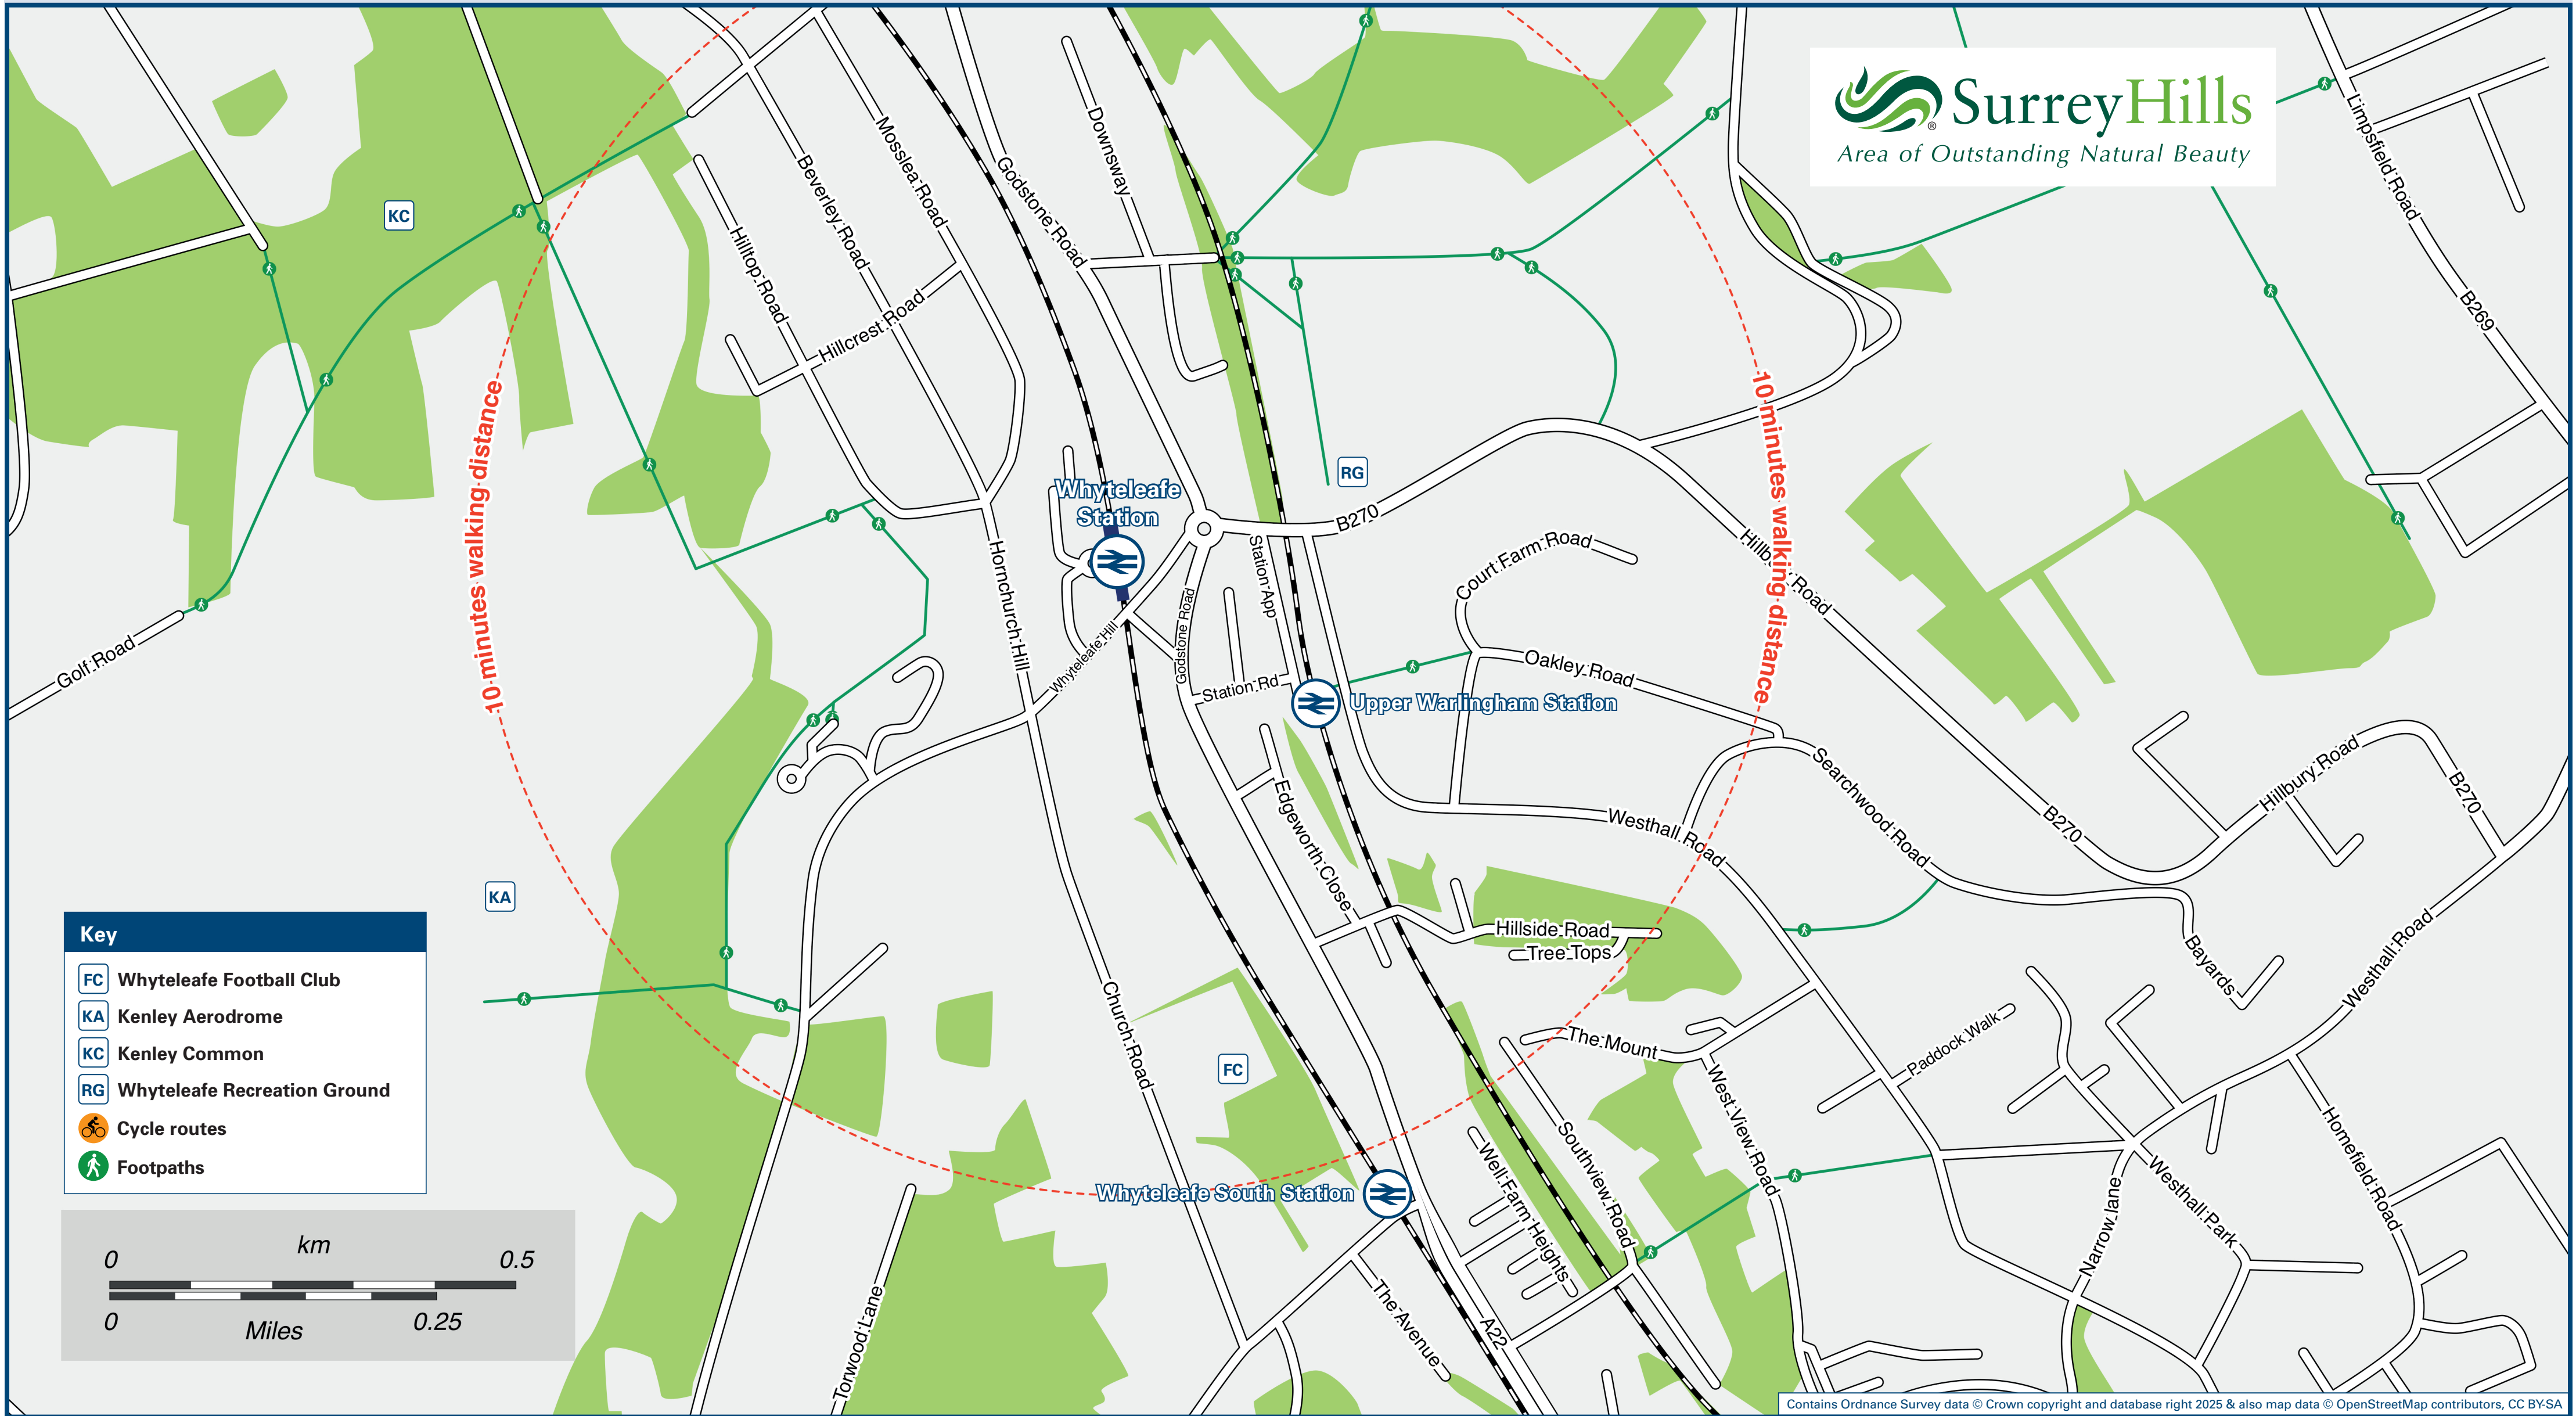 SurreyHills
®
Area of Outstanding Natural Beauty
Limpsfield Road
B269
KC
Downsway
Mosslea Road
Beverley Road
Godstone Road
Hilltop Road
Hillcrest Road
10 minutes walking distance
10 minutes walking distance
RG
Whyteleafe
Station
B270
Station App
Court Farm Road
Hillbury Road
Hornchurch Hill
Whyteleafe Hill
Godstone Road
Golf Road
Station Rd
Oakley Road
Upper Warlingham Station
Searchwood Road
Hillbury Road
B270
B270
Edgeworth Close
Westhall Road
KA
Hillside Road
Tree Tops
Bayards
Westhall Road
Church Road
FC
The Mount
Paddock Walk
West View Road
Southview Road
Well Farm Heights
Homefield Road
Whyteleafe South Station
Westhall Park
Narrow lane
The Avenue
A22
Torwood Lane
Key
FC Whyteleafe Football Club
KA Kenley Aerodrome
KC Kenley Common
RG Whyteleafe Recreation Ground
Cycle routes
Footpaths
km
0 0.5
0 0.25
Miles
Contains Ordnance Survey data © Crown copyright and database right 2025 & also map data © OpenStreetMap contributors, CC BY-SA